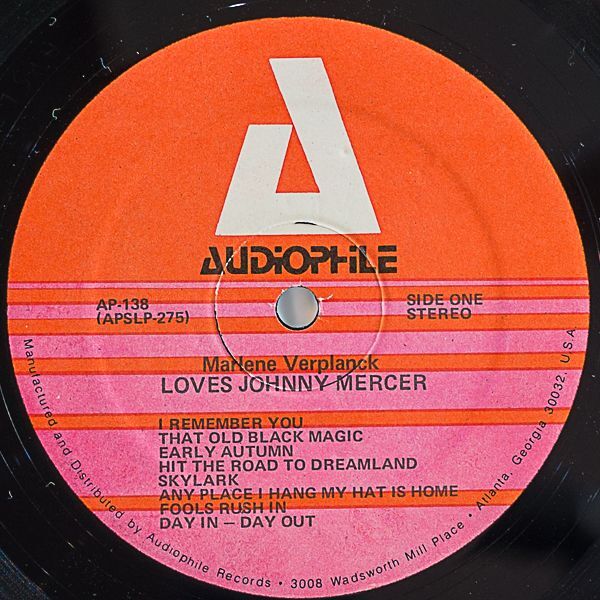 AUDIOPHILE
AP-138
(APSLP-275)
SIDE ONE
STEREO
Marlene Verplanck
LOVES JOHNNY MERCER
I REMEMBER YOU
THAT OLD BLACK MAGIC
EARLY AUTUMN
HIT THE ROAD TO DREAMLAND
SKYLARK
ANY PLACE I HANG MY HAT IS HOME
FOOLS RUSH IN
DAY IN — DAY OUT
Manufactured and Distributed by Audiophile Records • 3008 Wadsworth Mill Place • Atlanta, Georgia 30032, USA